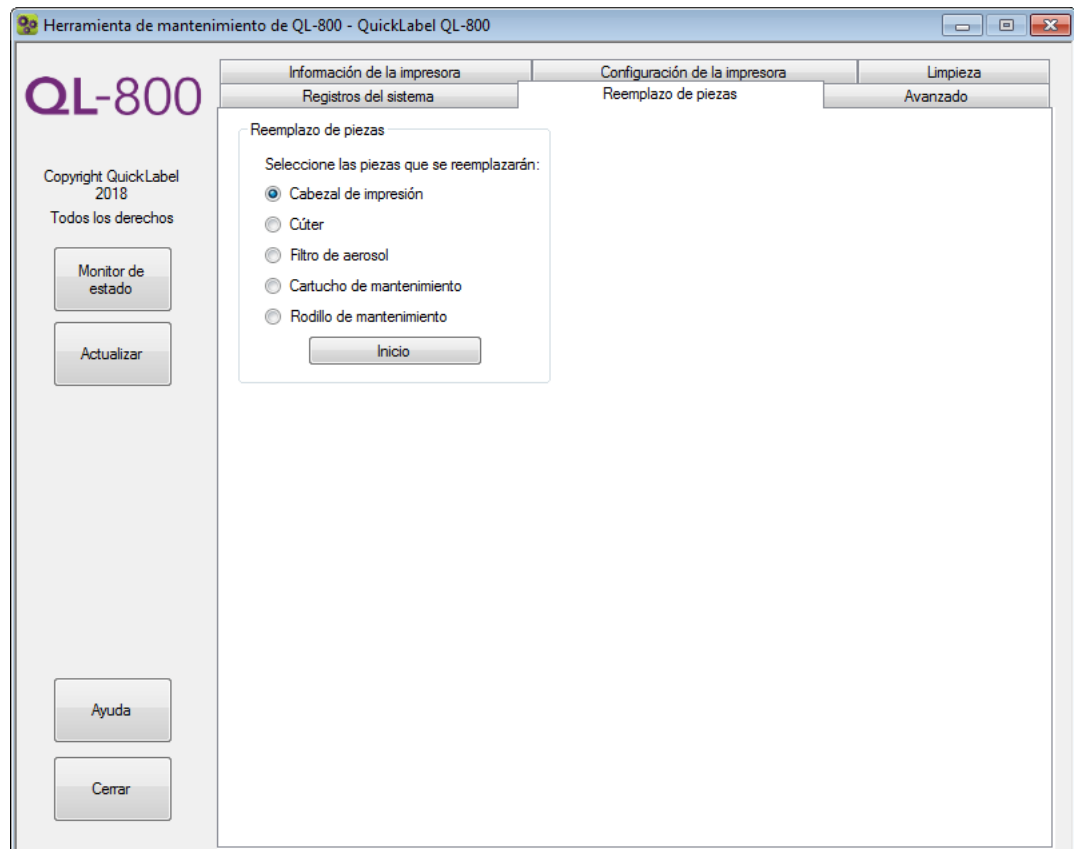 Herramienta de mantenimiento de QL-800 - QuickLabel QL-800
QL-800
Copyright QuickLabel
2018
Todos los derechos
Monitor de
estado
Actualizar
Ayuda
Cerrar
Información de la impresora
Configuración de la impresora
Limpieza
Registros del sistema
Reemplazo de piezas
Avanzado
Reemplazo de piezas
Seleccione las piezas que se reemplazarán:
Cabezal de impresión
Cúter
Filtro de aerosol
Cartucho de mantenimiento
Rodillo de mantenimiento
Inicio